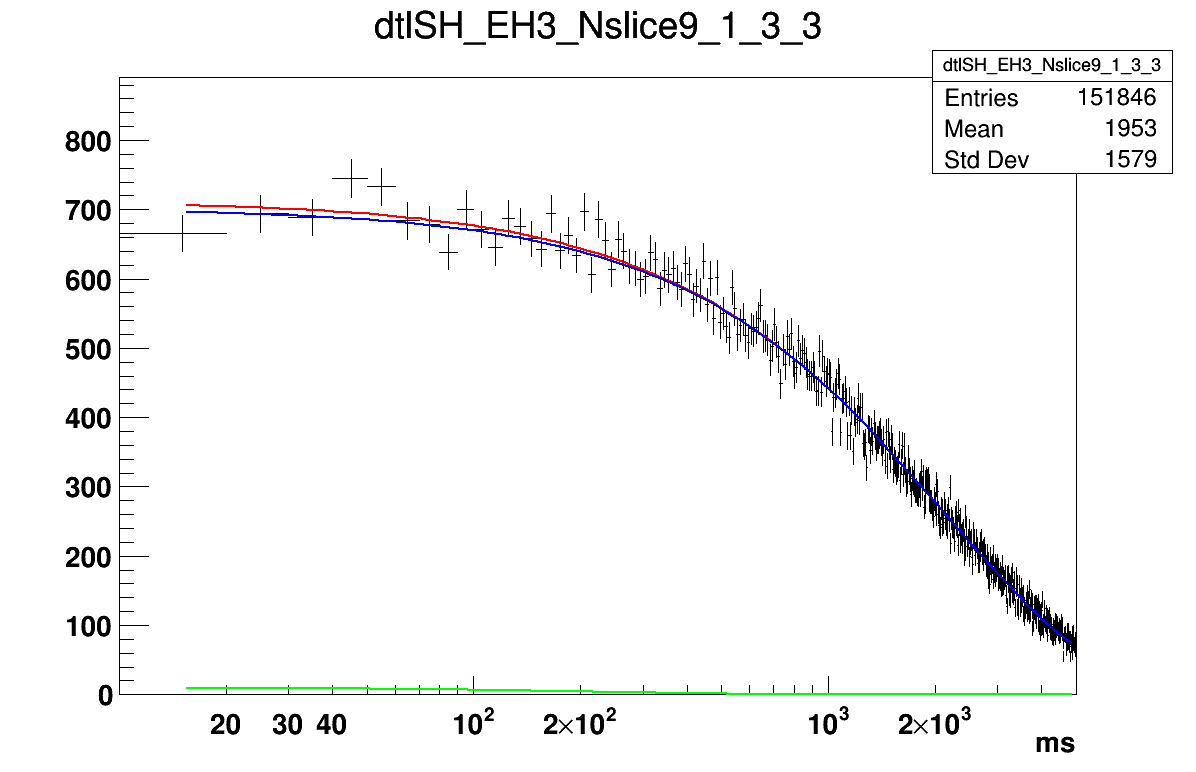 dtlSH_EH3_Nslice9_1_3_3
dtlSH_EH3_Nslice9_1_3_3
Entries 151846
Mean 1953
Std Dev 1579
800
700
600
500
400
300
200
100
0
20 30 40 10² 2×10² 10³ 2×10³
ms